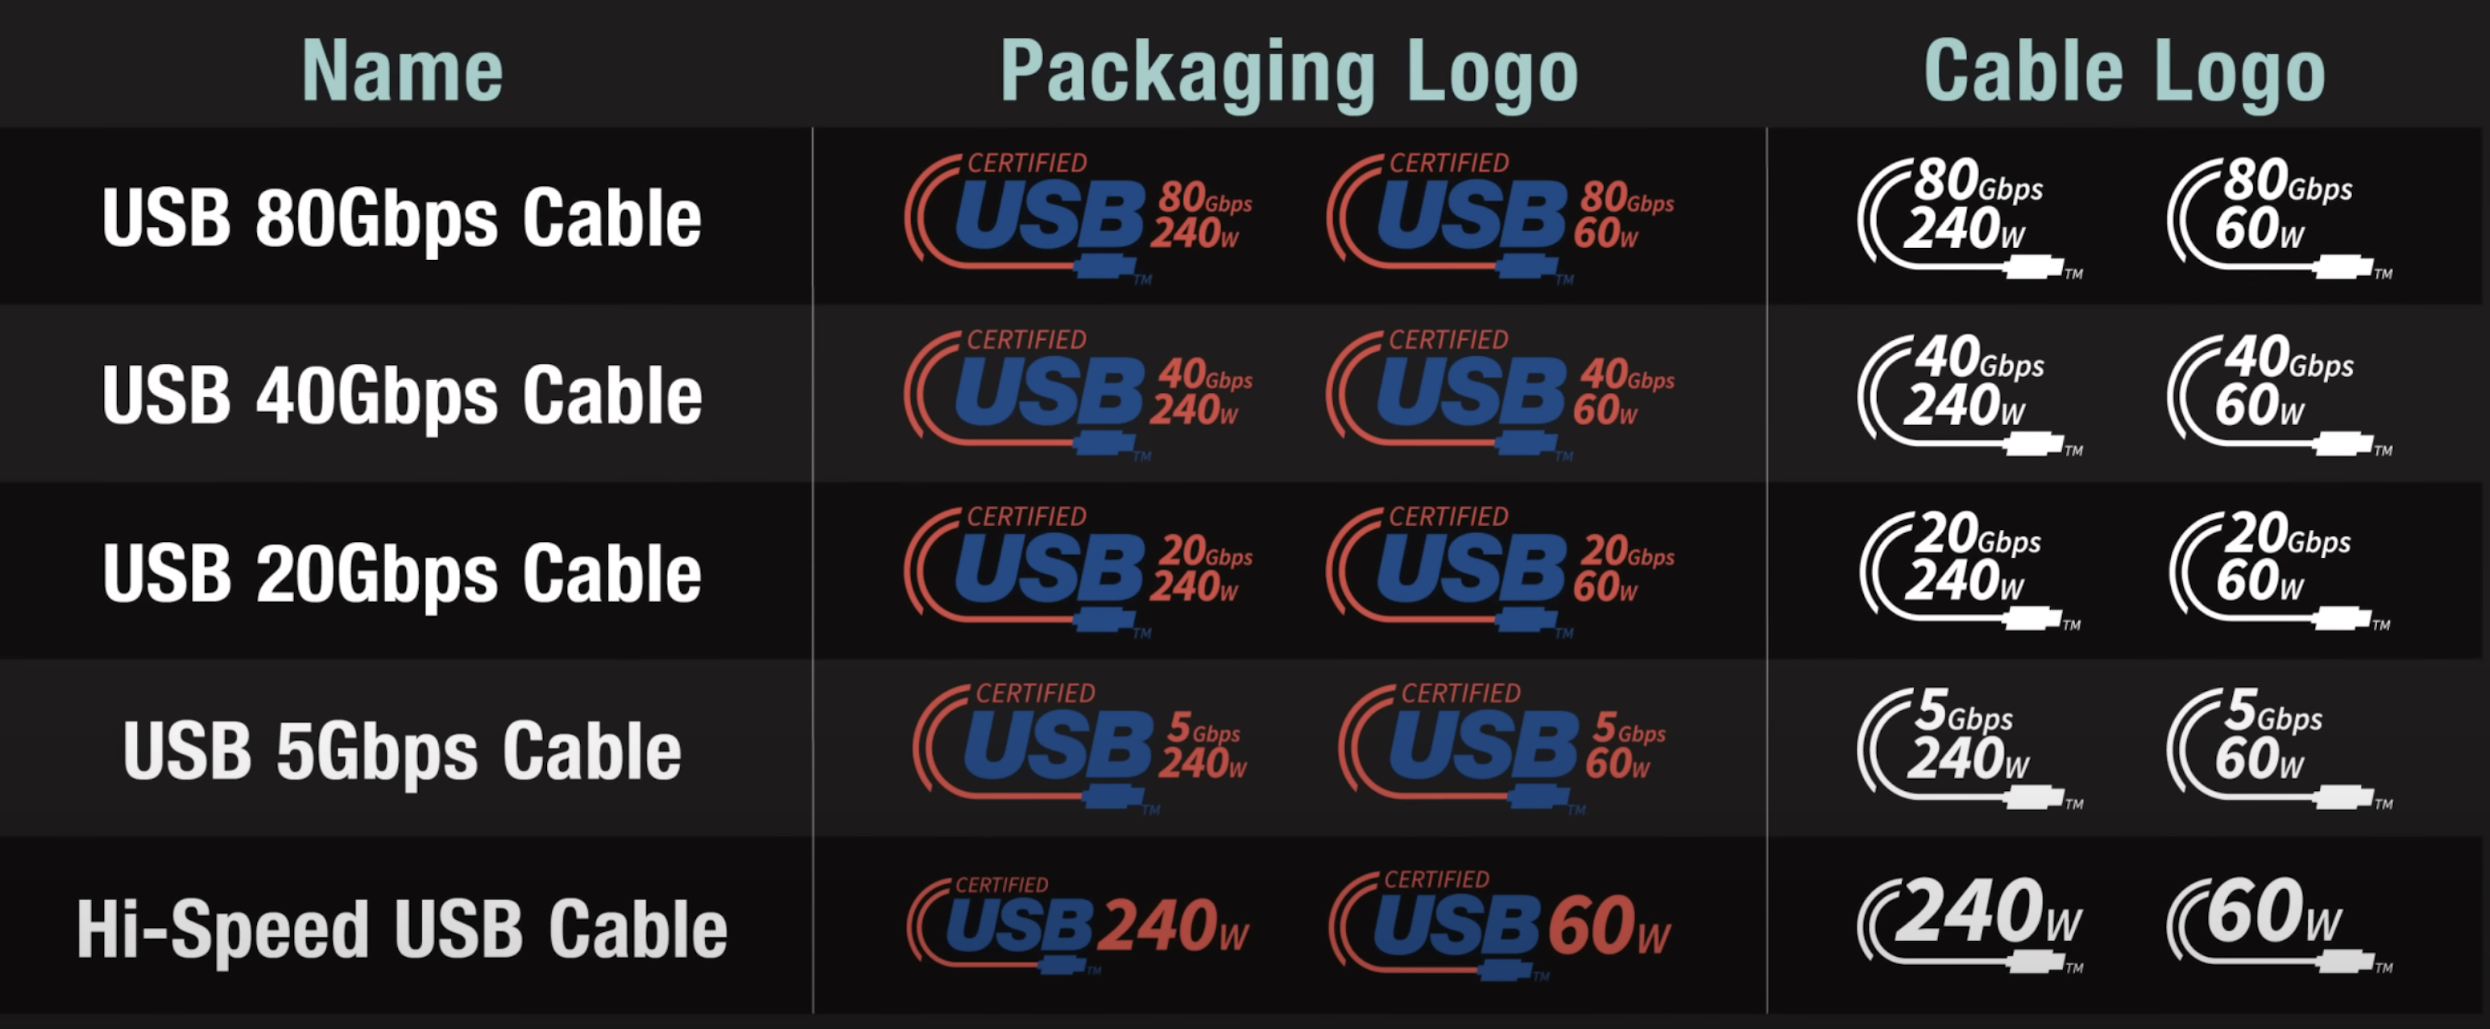 Name Packaging Logo Cable Logo
USB 80Gbps Cable
CERTIFIED
USB 80Gbps
240W
TM
CERTIFIED
USB 80Gbps
60W
TM
80Gbps
240W
TM
80Gbps
60W
TM
USB 40Gbps Cable
CERTIFIED
USB 40Gbps
240W
TM
CERTIFIED
USB 40Gbps
60W
TM
40Gbps
240W
TM
40Gbps
60W
TM
USB 20Gbps Cable
CERTIFIED
USB 20Gbps
240W
TM
CERTIFIED
USB 20Gbps
60W
TM
20Gbps
240W
TM
20Gbps
60W
TM
USB 5Gbps Cable
CERTIFIED
USB 5Gbps
240W
TM
CERTIFIED
USB 5Gbps
60W
TM
5Gbps
240W
TM
5Gbps
60W
TM
Hi-Speed USB Cable
CERTIFIED
USB 240W
TM
CERTIFIED
USB 60W
TM
240W
TM
60W
TM